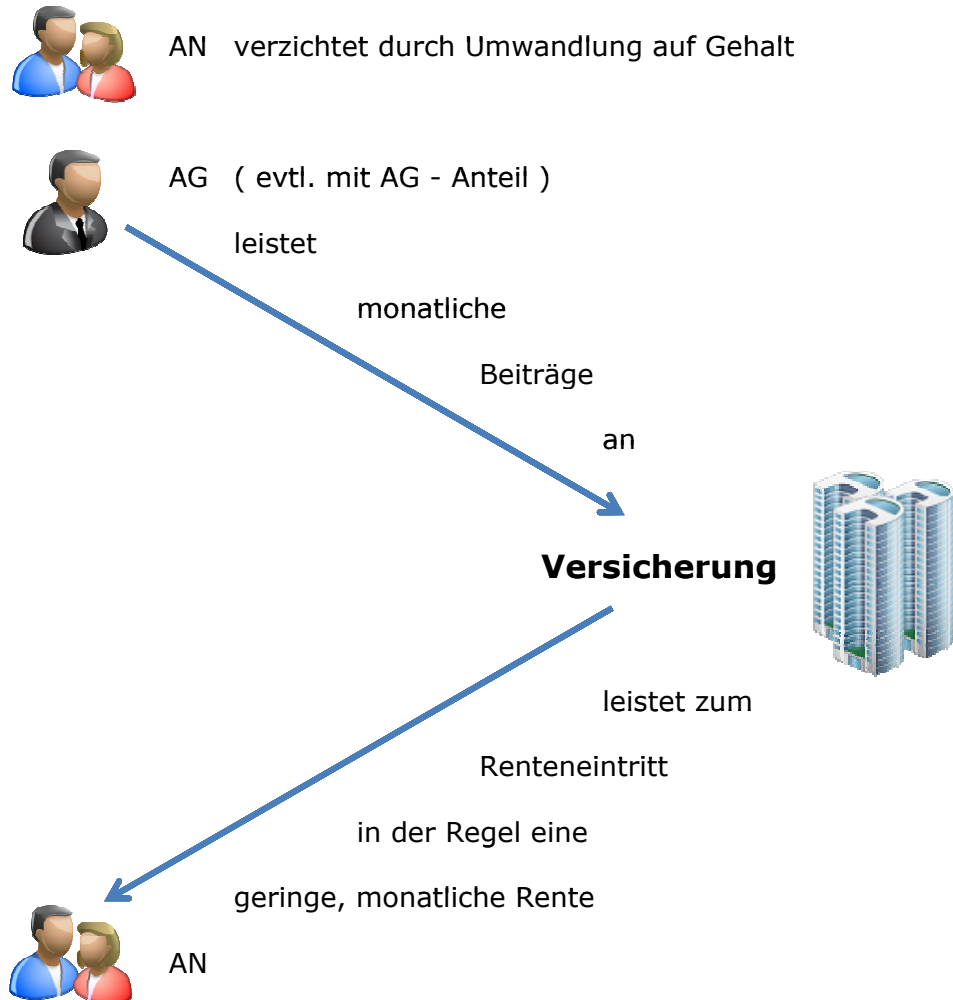 AN verzichtet durch Umwandlung auf Gehalt
AG ( evtl. mit AG - Anteil )
leistet
monatliche
Beiträge
an
Versicherung
leistet zum
Renteneintritt
in der Regel eine
geringe, monatliche Rente
AN